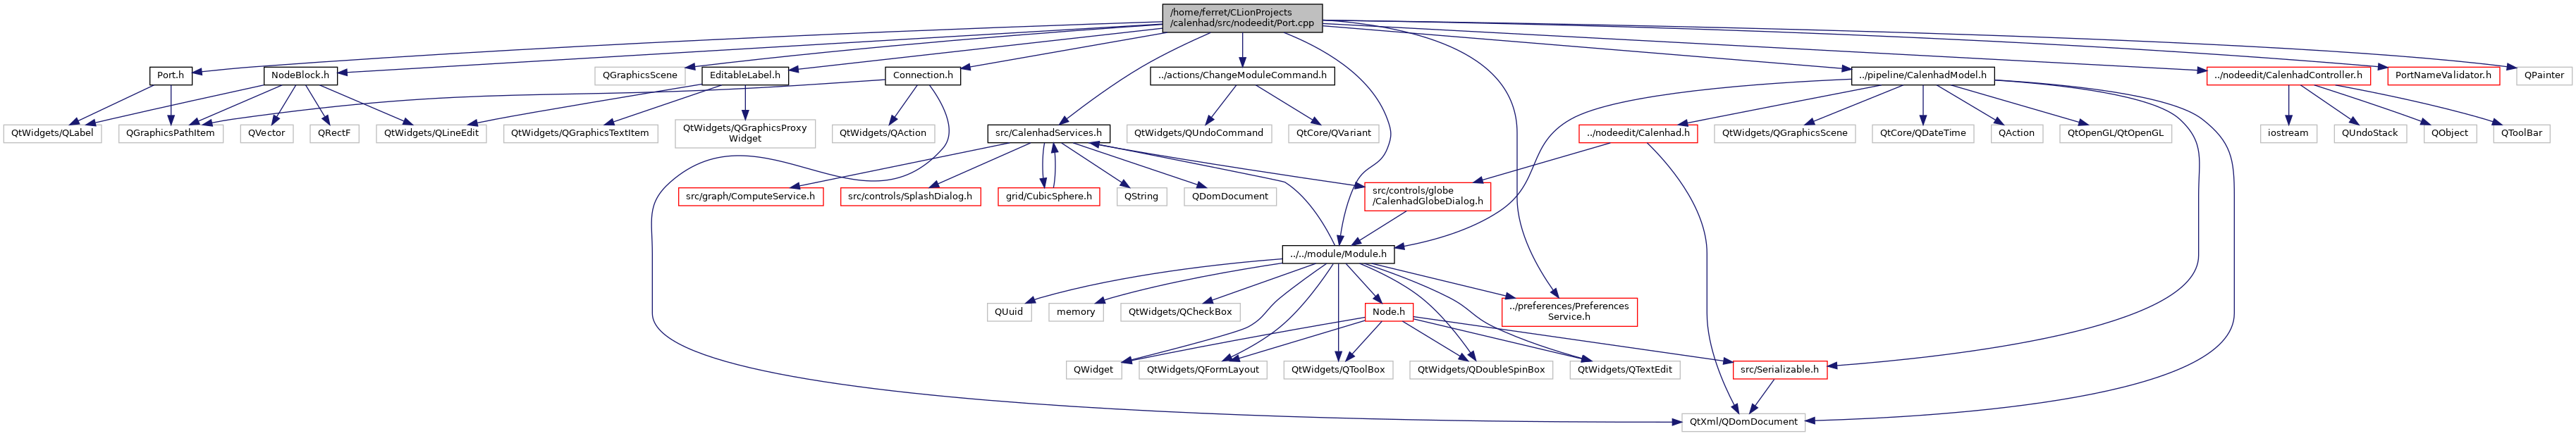 /home/ferret/CLionProjects
/calenhad/src/nodeedit/Port.cpp
Port.h
NodeBlock.h
QGraphicsScene
EditableLabel.h
Connection.h
../actions/ChangeModuleCommand.h
../pipeline/CalenhadModel.h
../nodeedit/CalenhadController.h
PortNameValidator.h
QPainter
QtWidgets/QLabel
QGraphicsPathItem
QVector
QRectF
QtWidgets/QLineEdit
QtWidgets/QGraphicsTextItem
QtWidgets/QGraphicsProxy
Widget
QtWidgets/QAction
src/CalenhadServices.h
QtWidgets/QUndoCommand
QtCore/QVariant
../nodeedit/Calenhad.h
QtWidgets/QGraphicsScene
QtCore/QDateTime
QAction
QtOpenGL/QtOpenGL
iostream
QUndoStack
QObject
QToolBar
src/graph/ComputeService.h
src/controls/SplashDialog.h
grid/CubicSphere.h
QString
QDomDocument
src/controls/globe
/CalenhadGlobeDialog.h
../../module/Module.h
QUuid
memory
QtWidgets/QCheckBox
Node.h
../preferences/Preferences
Service.h
QWidget
QtWidgets/QFormLayout
QtWidgets/QToolBox
QtWidgets/QDoubleSpinBox
QtWidgets/QTextEdit
src/Serializable.h
QtXml/QDomDocument